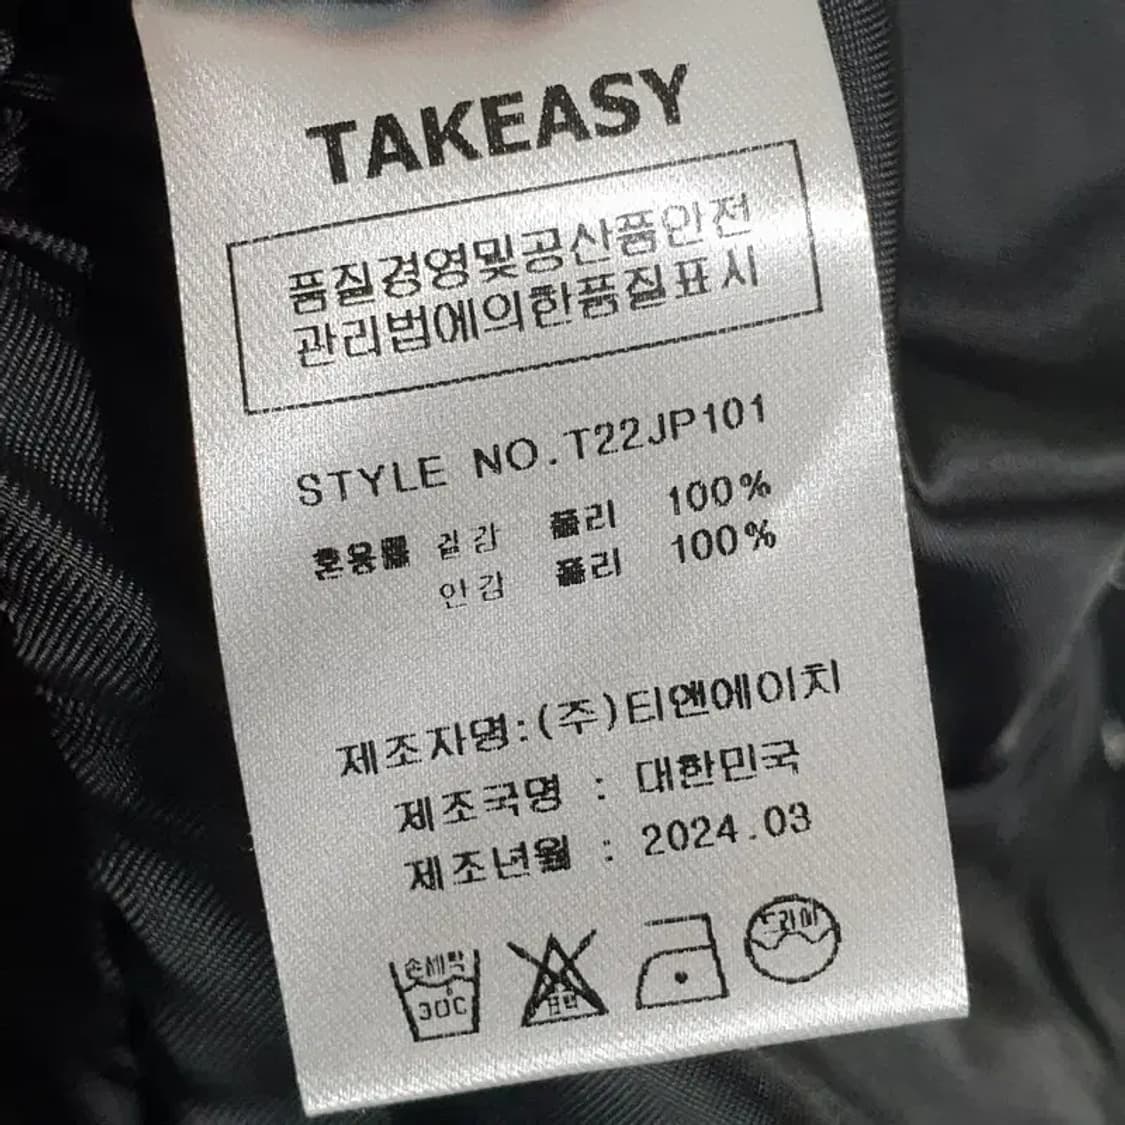 TAKEASY
품질경영및공산품안전
관리법에의한품질표시
STYLE NO.T22JP101
혼용률 겉감 폴리 100%
안감 폴리 100%
제조자명:(주)티앤에이치
제조국명 : 대한민국
제조년월 : 2024.03
손세탁 30C 표백 드라이